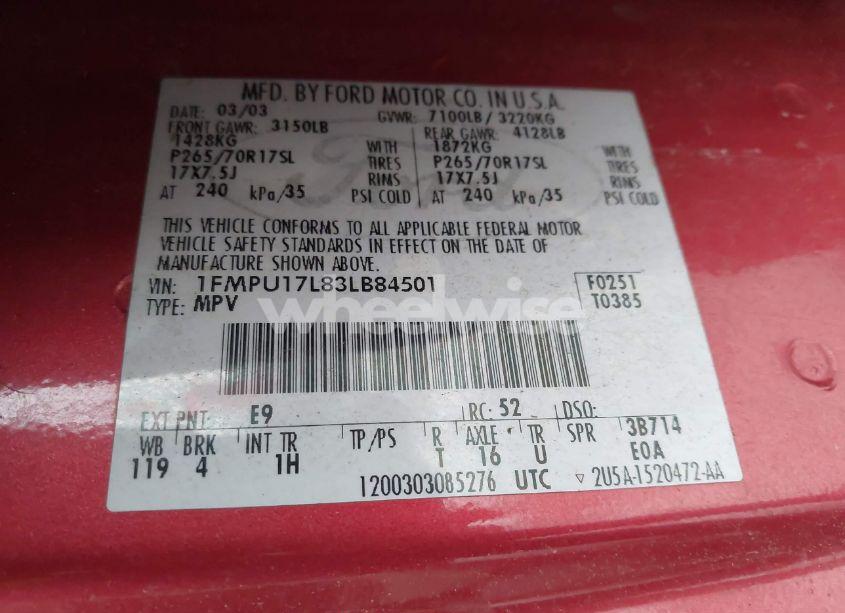 MFD. BY FORD MOTOR CO. IN U.S.A.
DATE: 03/03 GVWR: 7100LB/ 3220KG
FRONT GAWR: 3150LB REAR GAWR: 4128LB
1428KG WITH 1872KG WITH
P265/70R17SL TIRES P265/70R17SL TIRES
17X7.5J RIMS 17X7.5J RIMS
AT 240 kPa/35 PSI COLD AT 240 kPa/35 PSI COLD
THIS VEHICLE CONFORMS TO ALL APPLICABLE FEDERAL MOTOR
VEHICLE SAFETY STANDARDS IN EFFECT ON THE DATE OF
MANUFACTURE SHOWN ABOVE.
VIN: 1FMPU17L83LB84501 F0251
TYPE: MPV T0385
wheelwise
EXT PNT: E9 RC: 52 DSO:
WB BRK INT TR TP/PS R AXLE TR SPR 3B714
119 4 1H T 16 U E0A
1200303085276 UTC ▽ 2U5A-1520472-AA